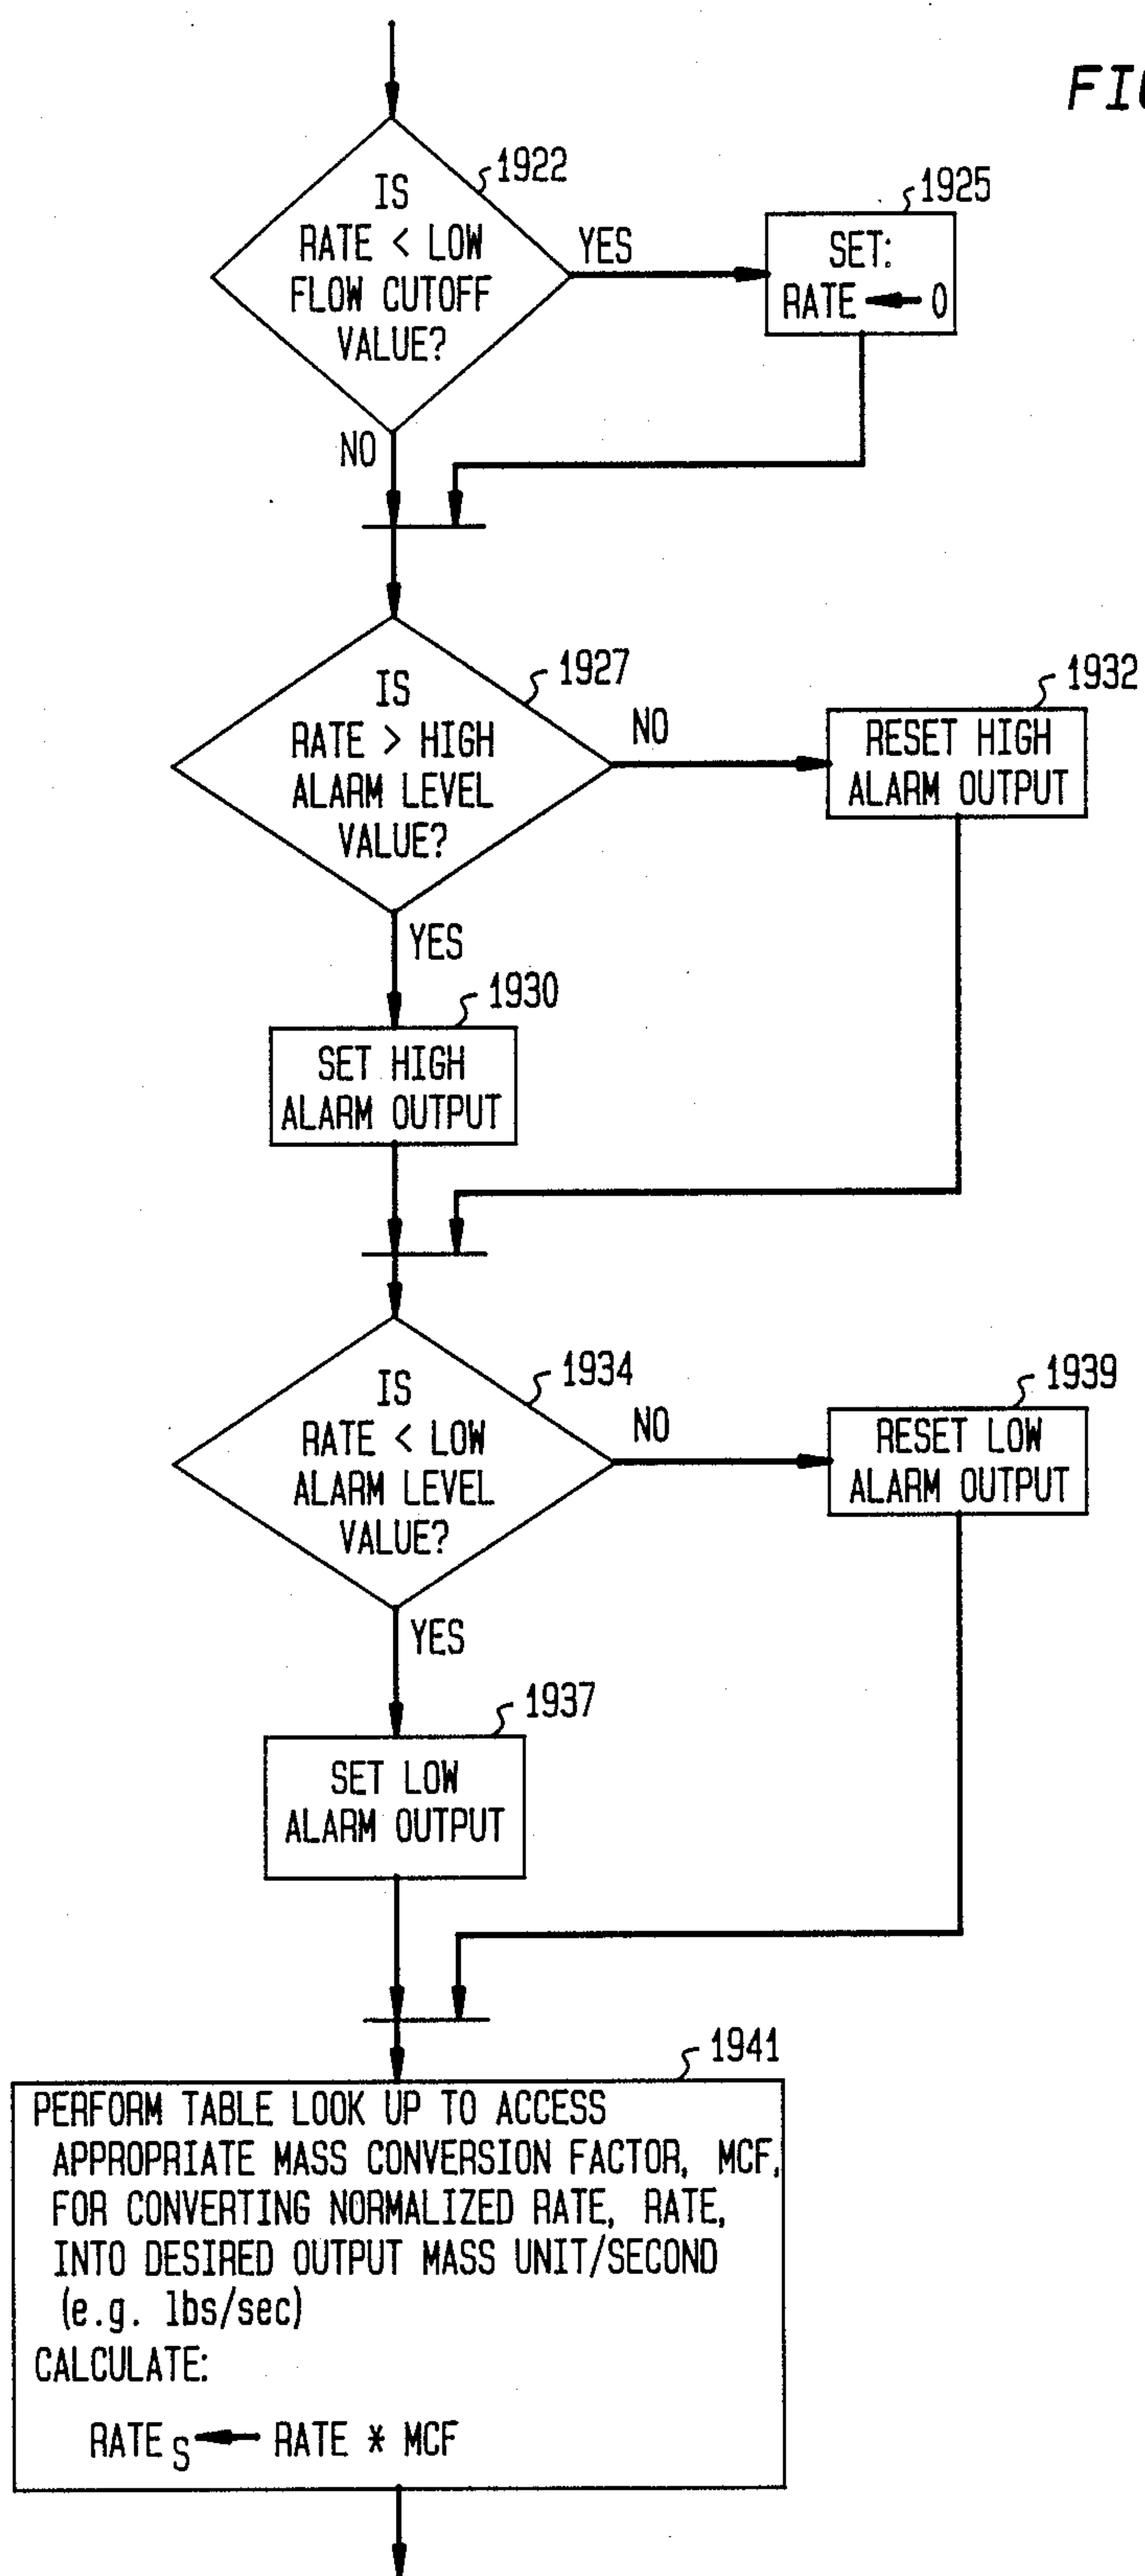 FIG
1922
IS
RATE < LOW
FLOW CUTOFF
VALUE?
YES
1925
SET:
RATE ← 0
NO
1927
IS
RATE > HIGH
ALARM LEVEL
VALUE?
NO
1932
RESET HIGH
ALARM OUTPUT
YES
1930
SET HIGH
ALARM OUTPUT
1934
IS
RATE < LOW
ALARM LEVEL
VALUE?
NO
1939
RESET LOW
ALARM OUTPUT
YES
1937
SET LOW
ALARM OUTPUT
1941
PERFORM TABLE LOOK UP TO ACCESS
APPROPRIATE MASS CONVERSION FACTOR, MCF,
FOR CONVERTING NORMALIZED RATE, RATE,
INTO DESIRED OUTPUT MASS UNIT/SECOND
(e.g. lbs/sec)
CALCULATE:
RATE S ← RATE * MCF